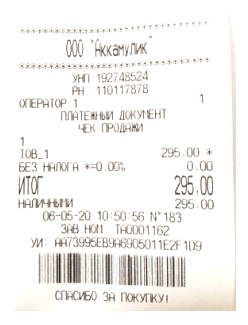 ************************
ООО "Аккамулик"
************************
УНП 192748524
РН 110117878
ОПЕРАТОР 1 1
ПЛАТЕЖНЫЙ ДОКУМЕНТ
ЧЕК ПРОДАЖИ
1
ТОВ_1 295.00 *
БЕЗ НАЛОГА *=0.00% 0.00
ИТОГ 295,00
НАЛИЧНЫМИ 295.00
06-05-20 10:50:56 N°183
ЗАВ НОМ. TA0001162
УИ: AA73995EB9A6905011E2F1D9
СПАСИБО ЗА ПОКУПКУ!